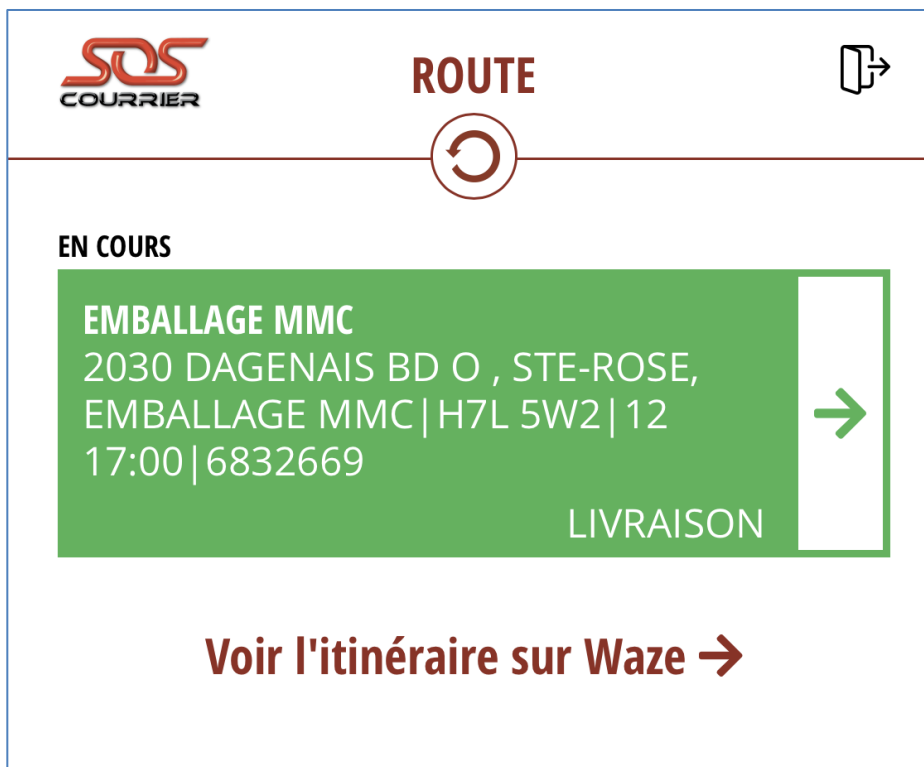 SOS
COURRIER
ROUTE
EN COURS
EMBALLAGE MMC
2030 DAGENAIS BD O , STE-ROSE,
EMBALLAGE MMC|H7L 5W2|12
17:00|6832669
LIVRAISON
Voir l'itinéraire sur Waze